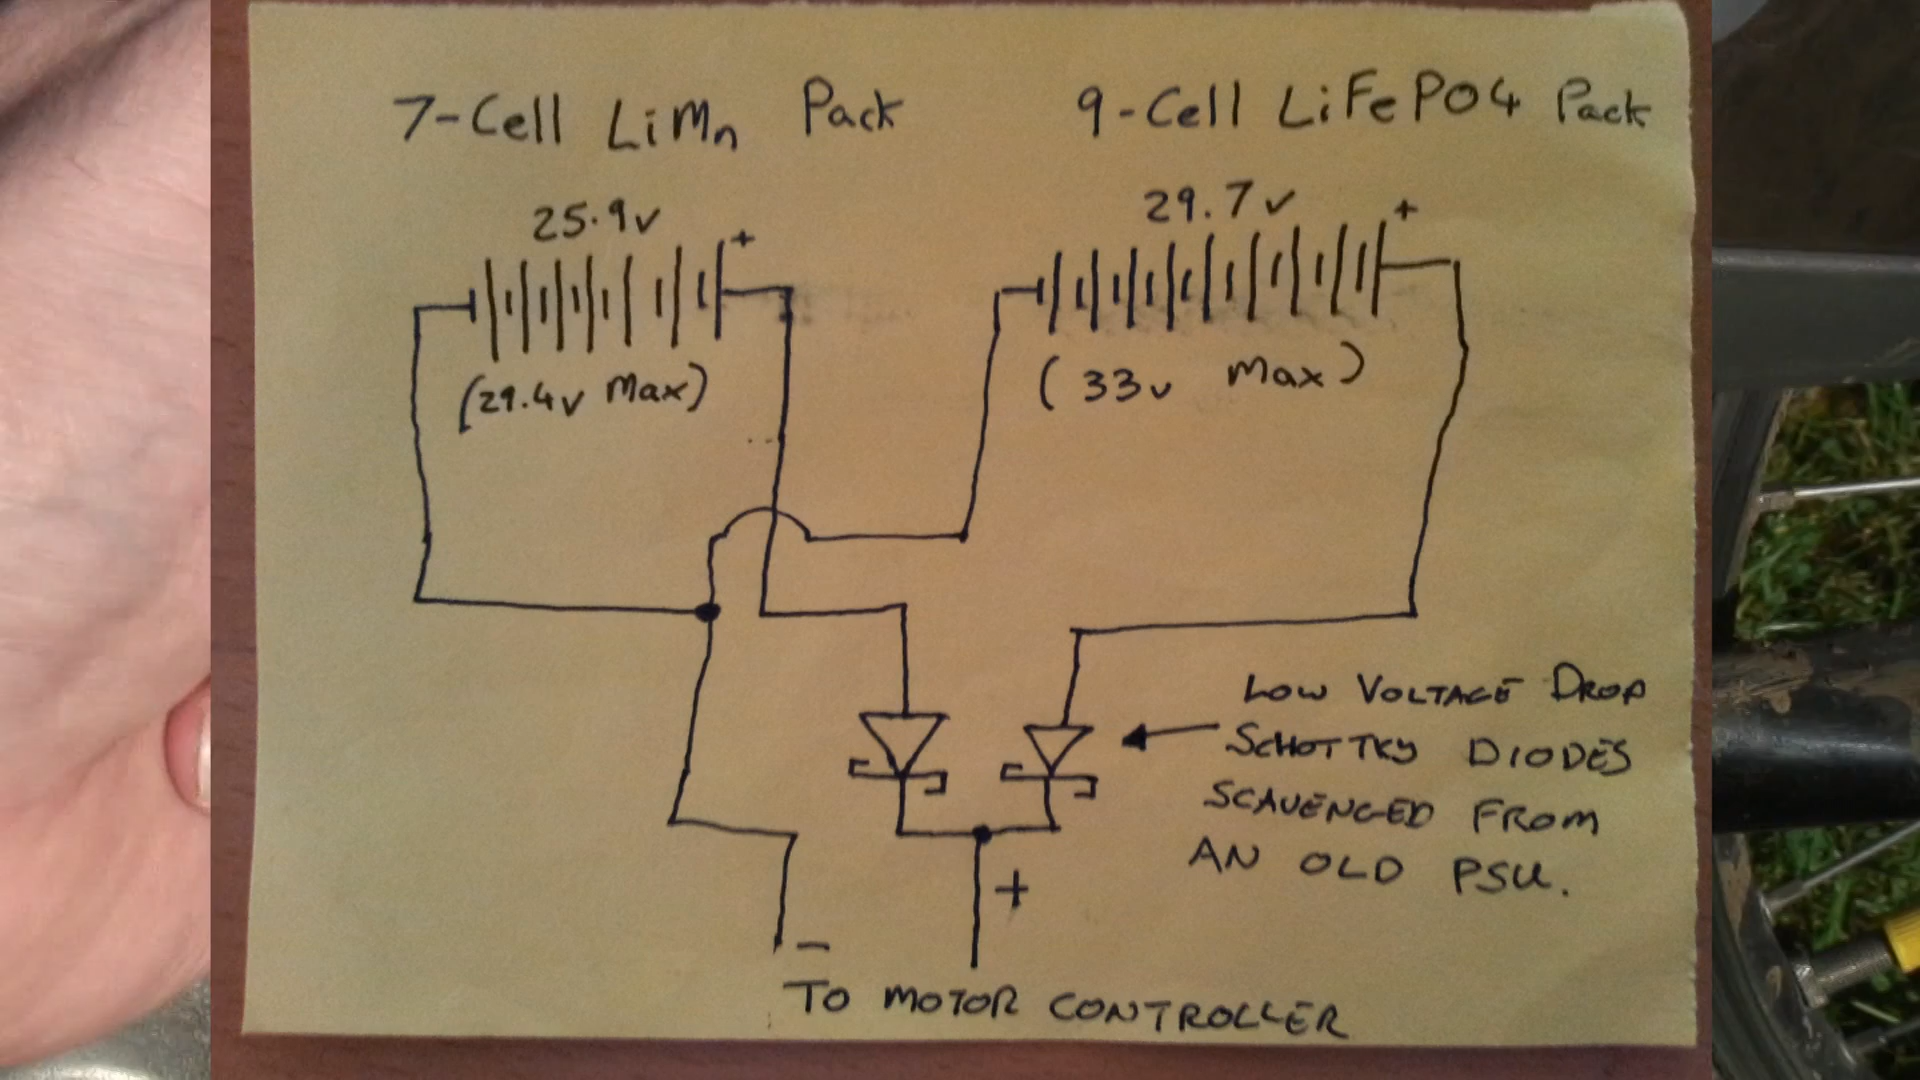 7-Cell LiMn Pack
9-Cell LiFePO4 Pack
25.9v
+
29.7v
+
(29.4v Max)
(33v Max)
LOW VOLTAGE DROP
SCHOTTKY DIODES
SCAVENGED FROM
AN OLD PSU.
+
–
TO MOTOR CONTROLLER